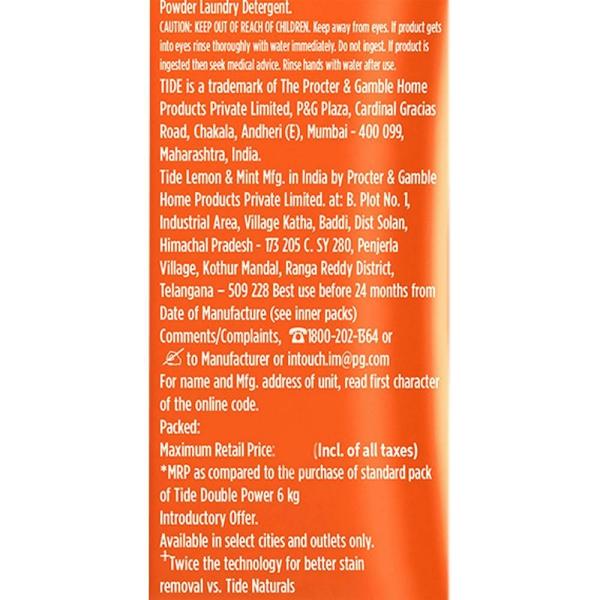 Powder Laundry Detergent.
CAUTION: KEEP OUT OF REACH OF CHILDREN. Keep away from eyes. If product gets
into eyes rinse thoroughly with water immediately. Do not ingest. If product is
ingested then seek medical advice. Rinse hands with water after use.
TIDE is a trademark of The Procter & Gamble Home
Products Private Limited, P&G Plaza, Cardinal Gracias
Road, Chakala, Andheri (E), Mumbai - 400 099,
Maharashtra, India.
Tide Lemon & Mint Mfg. in India by Procter & Gamble
Home Products Private Limited. at: B. Plot No. 1,
Industrial Area, Village Katha, Baddi, Dist Solan,
Himachal Pradesh - 173 205 C. SY 280, Penjerla
Village, Kothur Mandal, Ranga Reddy District,
Telangana – 509 228 Best use before 24 months from
Date of Manufacture (see inner packs)
Comments/Complaints, ☎1800-202-1364 or
✍ to Manufacturer or intouch.im@pg.com
For name and Mfg. address of unit, read first character
of the online code.
Packed:
Maximum Retail Price: (Incl. of all taxes)
*MRP as compared to the purchase of standard pack
of Tide Double Power 6 kg
Introductory Offer.
Available in select cities and outlets only.
+Twice the technology for better stain
removal vs. Tide Naturals